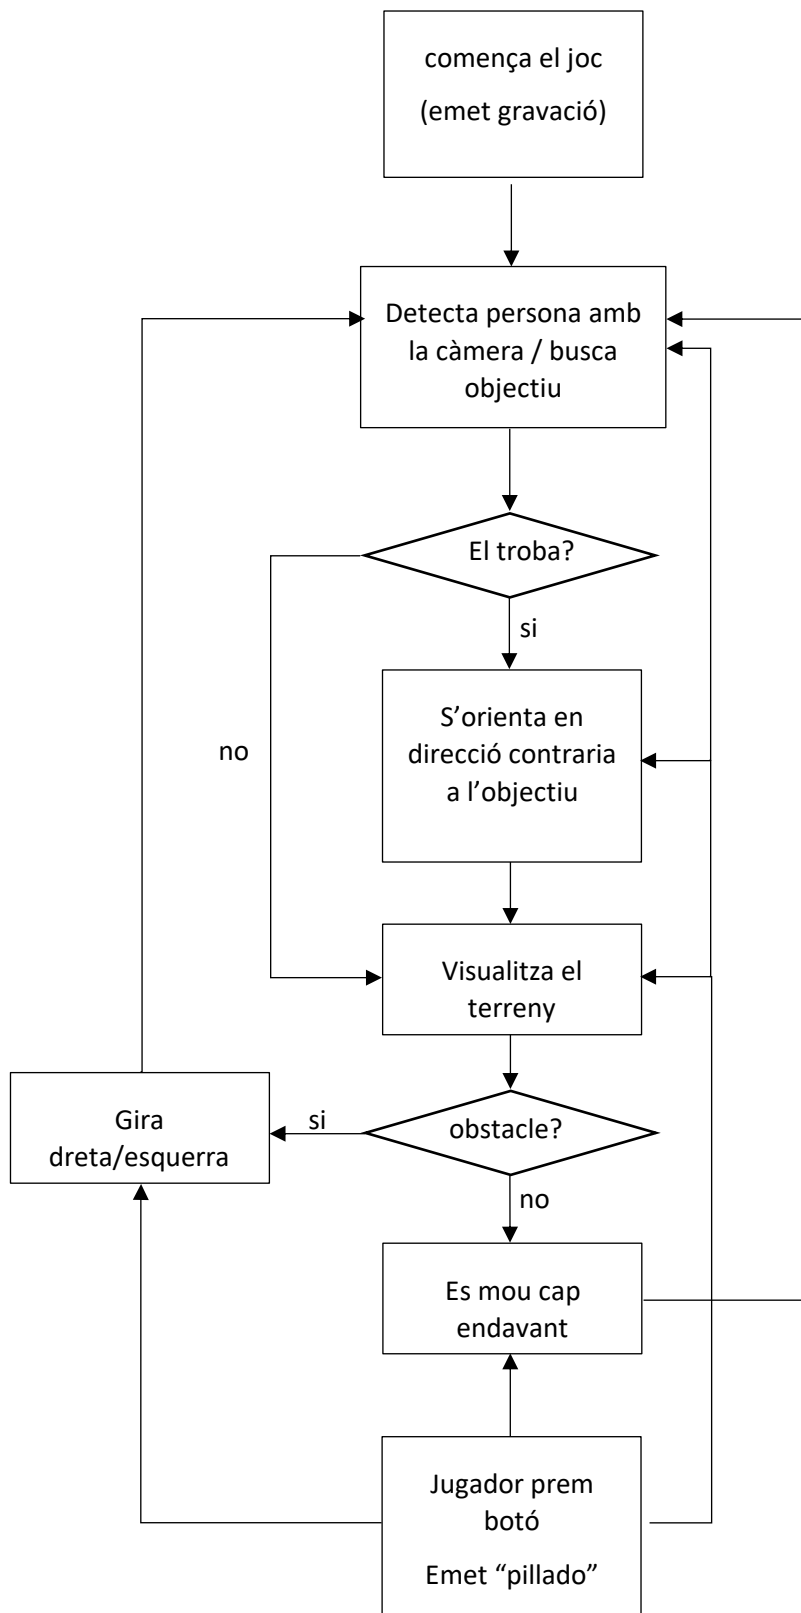 comença el joc
(emet gravació)
Detecta persona amb
la càmera / busca
objectiu
El troba?
si
no
S’orienta en
direcció contraria
a l’objectiu
Visualitza el
terreny
obstacle?
si
no
Gira
dreta/esquerra
Es mou cap
endavant
Jugador prem
botó
Emet “pillado”